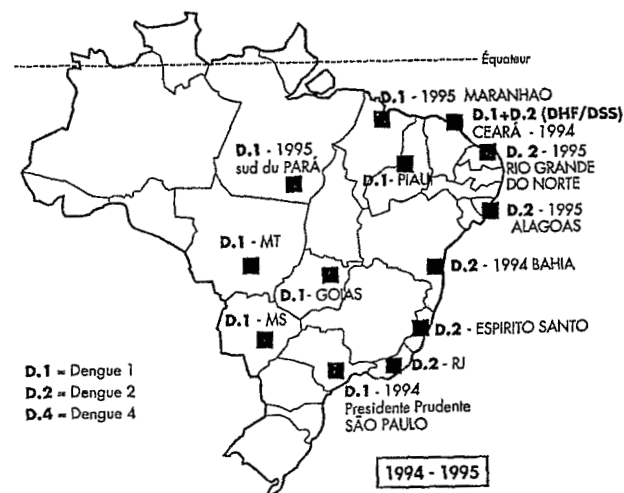 Équateur
D.1 - 1995 MARANHAO
D.1+D.2 (DHF/DSS)
CEARÁ - 1994
D.1 - 1995
sud du PARÁ
D.1 - PIAUI
D. 2 - 1995
RIO GRANDE
DO NORTE
D.2 - 1995
ALAGOAS
D.1 - MT
D.2 - 1994 BAHIA
D.1 - GOIAS
D.1 - MS
D.2 - ESPIRITO SANTO
D.2 - RJ
D.1 = Dengue 1
D.2 = Dengue 2
D.4 = Dengue 4
D.1 - 1994
Presidente Prudente
SÃO PAULO
1994 - 1995